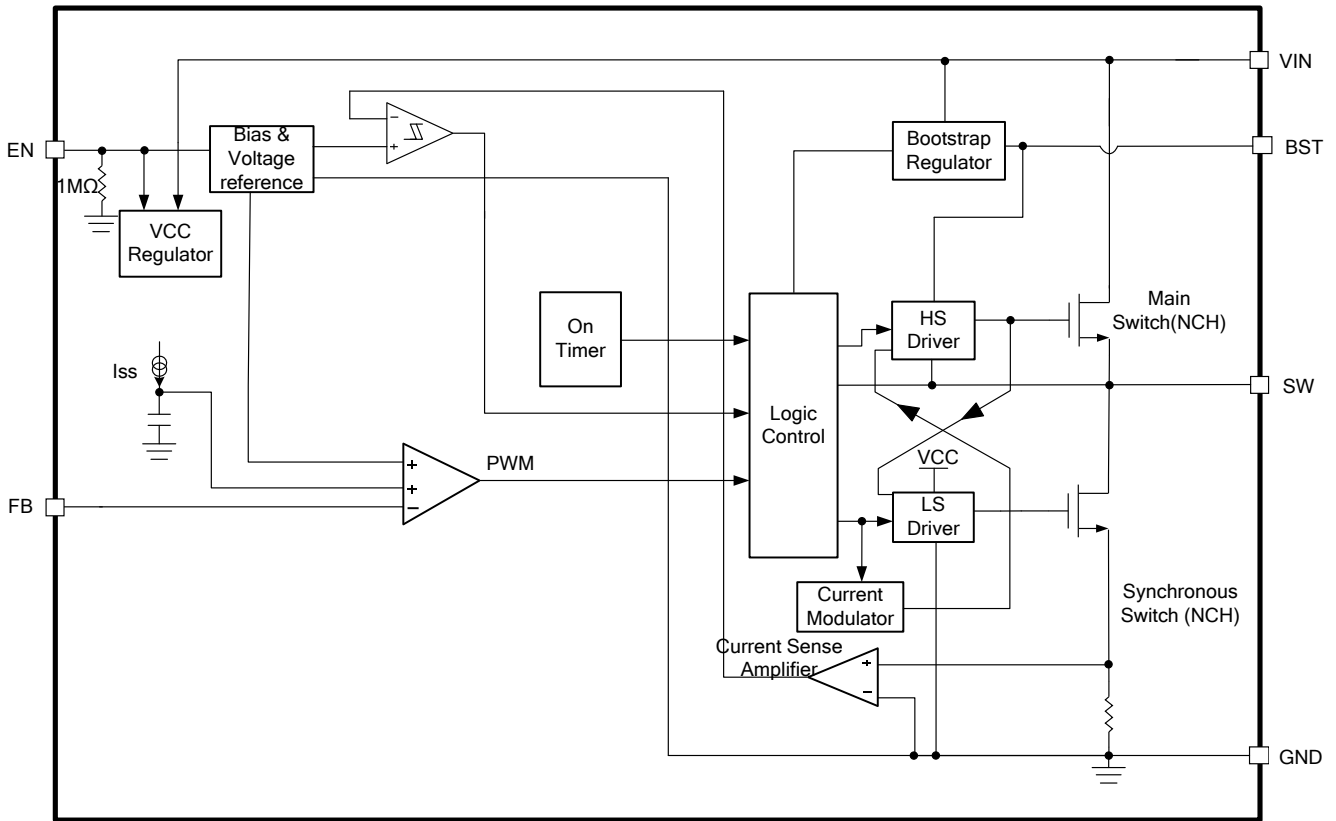 VIN
EN
Bias &
Voltage
reference
−
+
Bootstrap
Regulator
BST
1MΩ
VCC
Regulator
On
Timer
HS
Driver
Main
Switch(NCH)
Iss
Logic
Control
SW
PWM
+
+
−
VCC
FB
LS
Driver
Current
Modulator
Synchronous
Switch (NCH)
Current Sense
Amplifier
+
−
GND